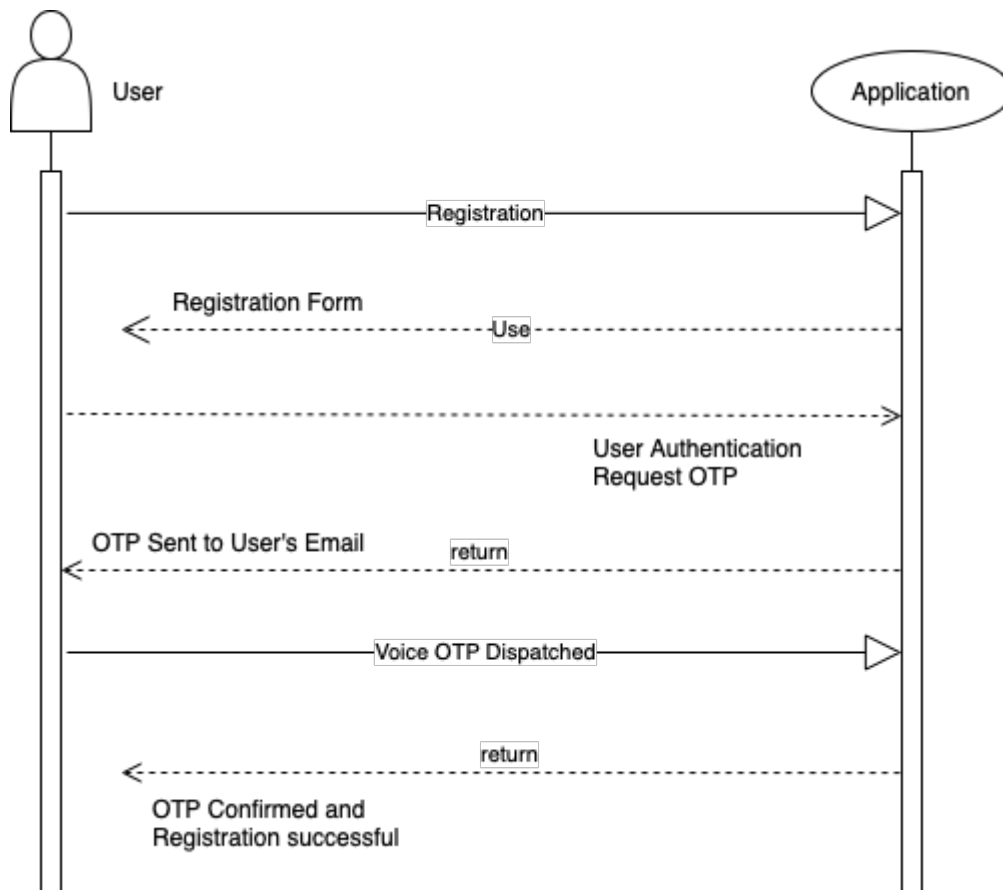 User
Application
Registration
Registration Form
Use
User Authentication
Request OTP
OTP Sent to User's Email
return
Voice OTP Dispatched
return
OTP Confirmed and
Registration successful